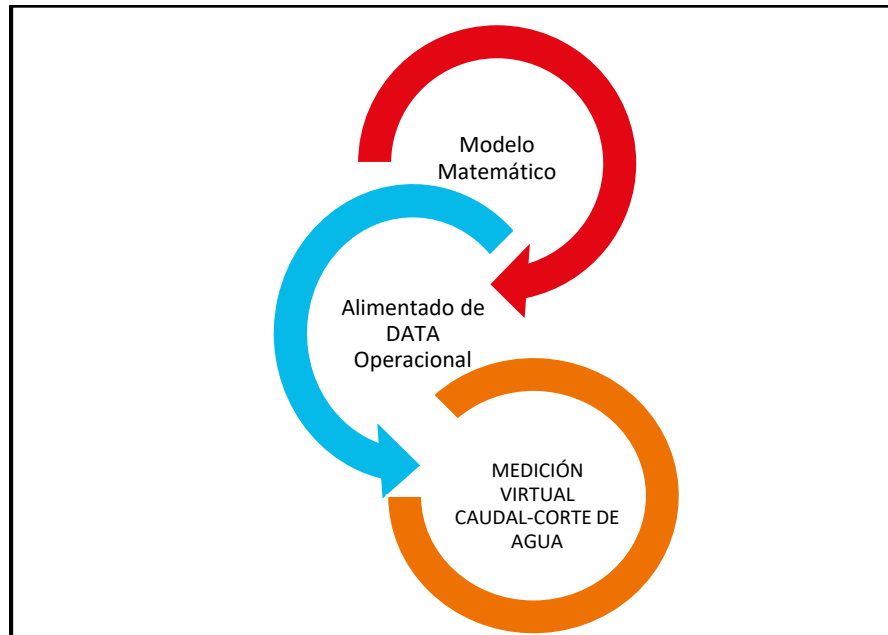 Modelo
Matemático
Alimentado de
DATA
Operacional
MEDICIÓN
VIRTUAL
CAUDAL-CORTE DE
AGUA